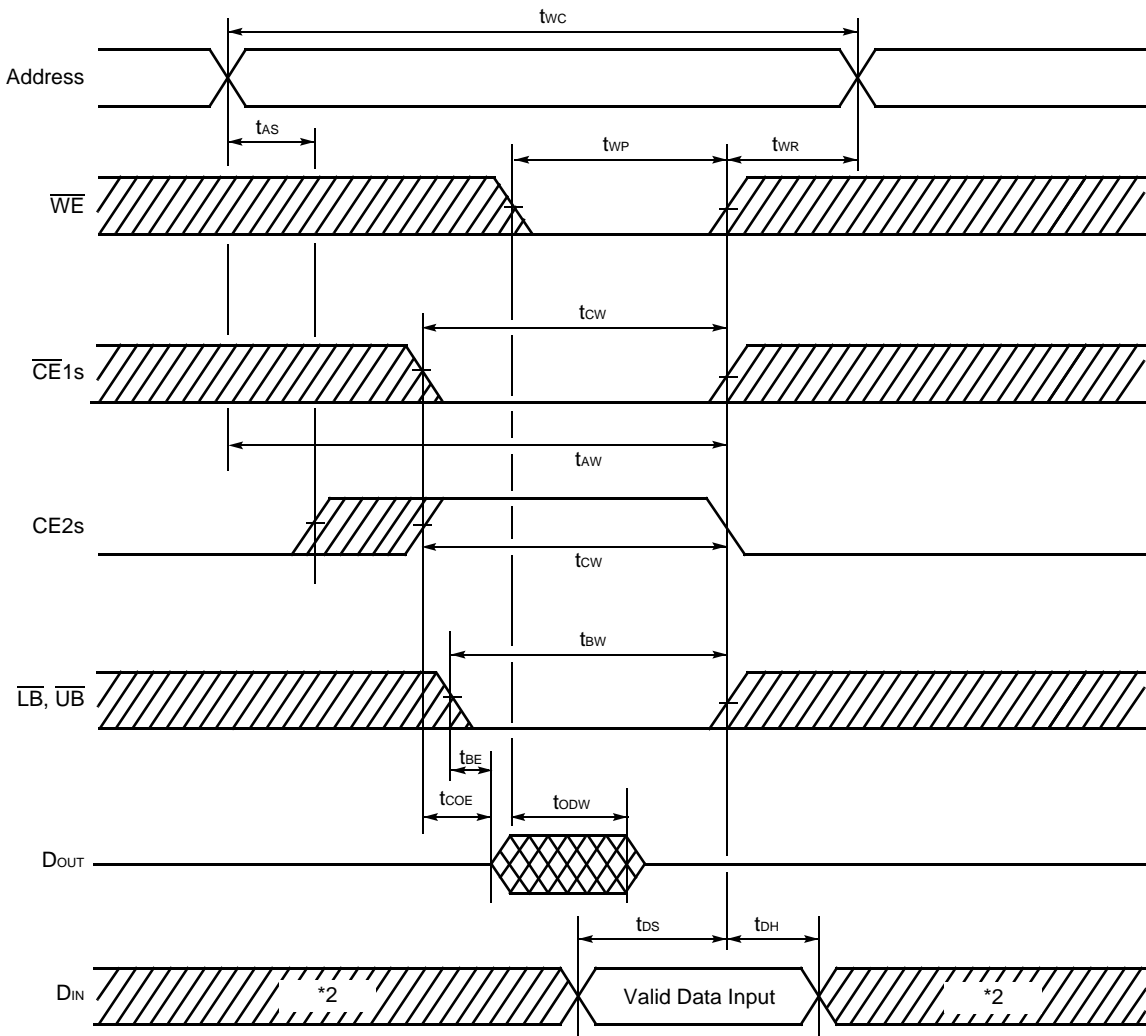 tWC
Address
tAS
tWP
tWR
WE
tCW
CE1s
tAW
CE2s
tCW
tBW
LB, UB
tBE
tCOE
tODW
DOUT
tDS
tDH
DIN
*2
Valid Data Input
*2